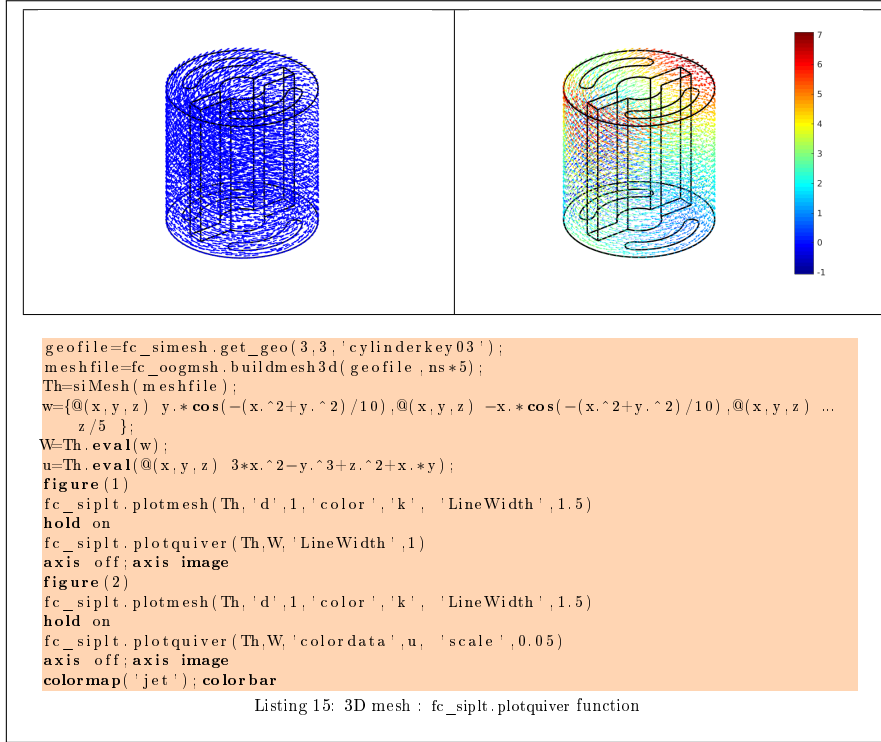 7
6
5
4
3
2
1
0
-1
geofile=fc_simesh.get_geo(3,3,'cylinderkey03');
meshfile=fc_oogmsh.buildmesh3d(geofile,ns*5);
Th=siMesh(meshfile);
w={@(x,y,z) y.*cos(-(x.^2+y.^2)/10),@(x,y,z) -x.*cos(-(x.^2+y.^2)/10),@(x,y,z) ...
z/5 };
W=Th.eval(w);
u=Th.eval(@(x,y,z) 3*x.^2-y.^3+z.^2+x.*y);
figure(1)
fc_siplt.plotmesh(Th,'d',1,'color','k', 'LineWidth',1.5)
hold on
fc_siplt.plotquiver(Th,W,'LineWidth',1)
axis off;axis image
figure(2)
fc_siplt.plotmesh(Th,'d',1,'color','k', 'LineWidth',1.5)
hold on
fc_siplt.plotquiver(Th,W,'colordata',u, 'scale',0.05)
axis off;axis image
colormap('jet');colorbar
Listing 15: 3D mesh : fc_siplt.plotquiver function